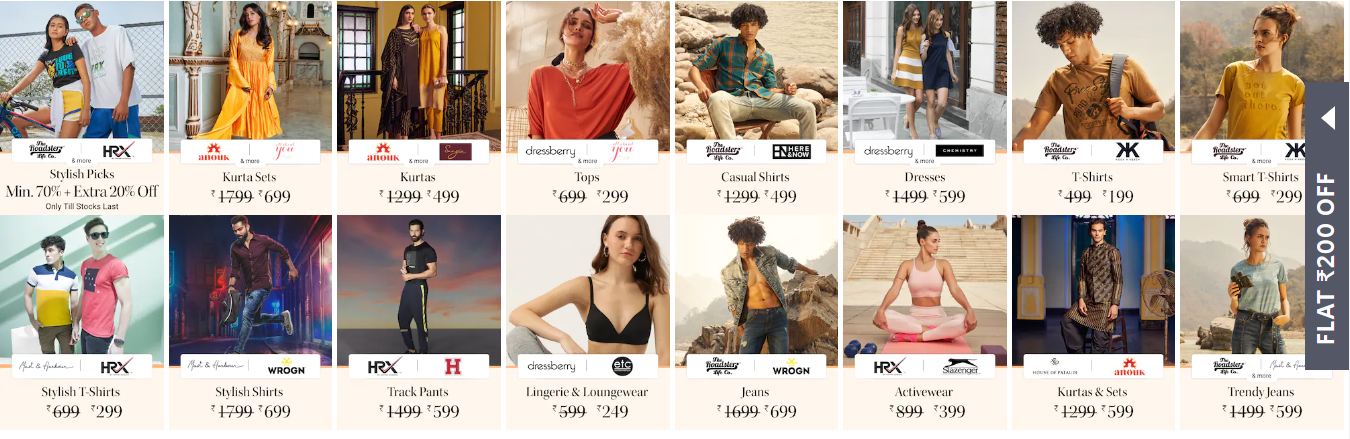 The Roadster Life Co. HRX & more
Stylish Picks
Min. 70% + Extra 20% Off
Only Till Stocks Last
ANOUK all about you & more
Kurta Sets
₹1799 ₹699
ANOUK
Kurtas
₹1299 ₹499
dressberry all about you & more
Tops
₹699 ₹299
The Roadster Life Co. HERE&NOW
Casual Shirts
₹1299 ₹499
dressberry CHEMISTRY & more
Dresses
₹1499 ₹599
The Roadster Life Co.
T-Shirts
₹499 ₹199
The Roadster Life Co. & more
Smart T-Shirts
₹699 ₹299
Mast & Harbour HRX
Stylish T-Shirts
₹699 ₹299
Mast & Harbour WROGN
Stylish Shirts
₹1799 ₹699
HRX H
Track Pants
₹1499 ₹599
dressberry etc
Lingerie & Loungewear
₹599 ₹249
The Roadster Life Co. WROGN
Jeans
₹1699 ₹699
HRX Slazenger
Activewear
₹899 ₹399
HOUSE OF PATAUDI ANOUK
Kurtas & Sets
₹1299 ₹599
The Roadster Life Co. Mast & & more
Trendy Jeans
₹1499 ₹599
FLAT ₹200 OFF